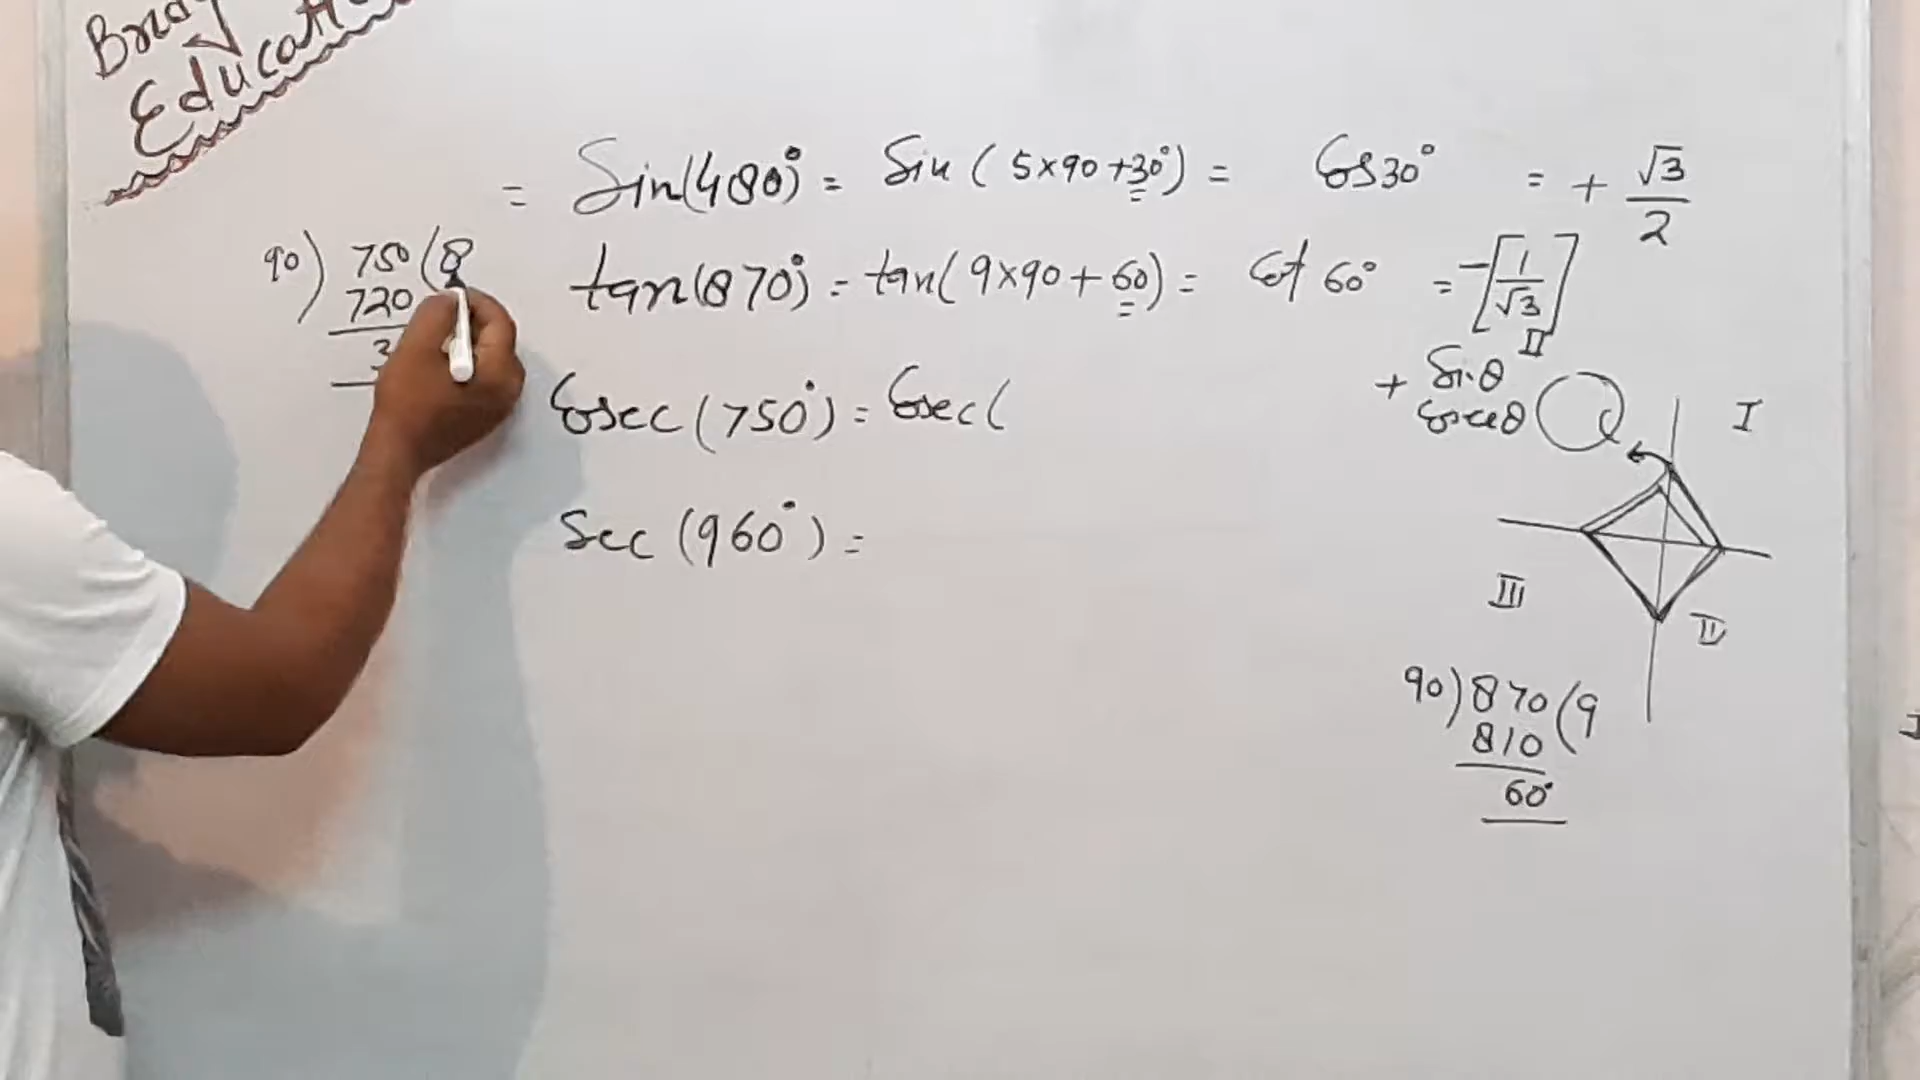 Education
= Sin(480°) = Sin (5×90+30°) = Cos30° = + √3/2
90) 750 (8
720
3
tan(870°) = tan(9×90+60) = Cot 60° = -[1/√3]
II
+ Sinθ
Cosecθ
I
Cosec(750°) = Cosec(
Sec (960°) =
III
IV
90) 870 (9
810
60°